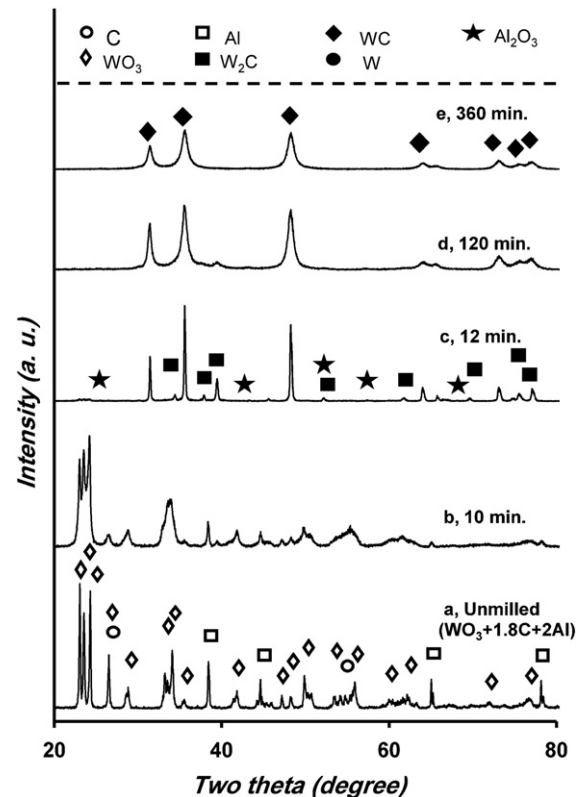 C Al WC Al₂O₃
WO₃ W₂C W
e, 360 min.
d, 120 min.
c, 12 min.
b, 10 min.
a, Unmilled
(WO₃+1.8C+2Al)
Intensity (a. u.)
20 40 60 80
Two theta (degree)